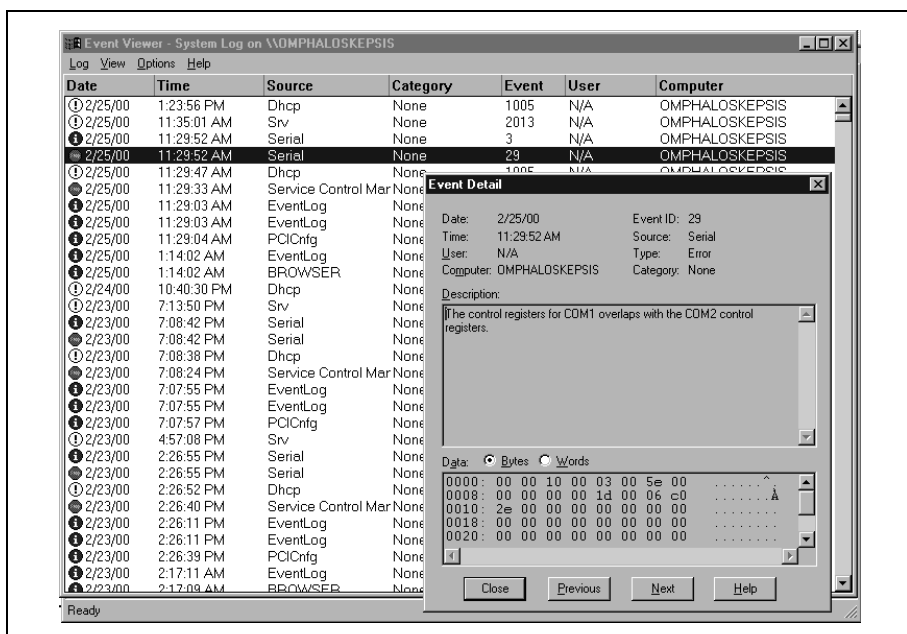 Event Viewer - System Log on \\OMPHALOSKEPSIS
Log View Options Help
Date Time Source Category Event User Computer
2/25/00 1:23:56 PM Dhcp None 1005 N/A OMPHALOSKEPSIS
2/25/00 11:35:01 AM Srv None 2013 N/A OMPHALOSKEPSIS
2/25/00 11:29:52 AM Serial None 3 N/A OMPHALOSKEPSIS
2/25/00 11:29:52 AM Serial None 29 N/A OMPHALOSKEPSIS
2/25/00 11:29:47 AM Dhcp None 1005 N/A OMPHALOSKEPSIS
2/25/00 11:29:33 AM Service Control Mar None
2/25/00 11:29:03 AM EventLog None
2/25/00 11:29:03 AM EventLog None
2/25/00 11:29:04 AM PCICnfg None
2/25/00 1:14:02 AM EventLog None
2/25/00 1:14:02 AM BROWSER None
2/24/00 10:40:30 PM Dhcp None
2/23/00 7:13:50 PM Srv None
2/23/00 7:08:42 PM Serial None
2/23/00 7:08:42 PM Serial None
2/23/00 7:08:38 PM Dhcp None
2/23/00 7:08:24 PM Service Control Mar None
2/23/00 7:07:55 PM EventLog None
2/23/00 7:07:55 PM EventLog None
2/23/00 7:07:57 PM PCICnfg None
2/23/00 4:57:08 PM Srv None
2/23/00 2:26:55 PM Serial None
2/23/00 2:26:55 PM Serial None
2/23/00 2:26:52 PM Dhcp None
2/23/00 2:26:40 PM Service Control Mar None
2/23/00 2:26:11 PM EventLog None
2/23/00 2:26:11 PM EventLog None
2/23/00 2:26:39 PM PCICnfg None
2/23/00 2:17:11 AM EventLog None
2/23/00 2:17:09 AM BROWSER None
Ready
Event Detail
Date: 2/25/00 Event ID: 29
Time: 11:29:52 AM Source: Serial
User: N/A Type: Error
Computer: OMPHALOSKEPSIS Category: None
Description:
The control registers for COM1 overlaps with the COM2 control
registers.
Data: Bytes Words
0000: 00 00 10 00 03 00 5e 00 ......^.
0008: 00 00 00 00 1d 00 06 c0 .......À
0010: 2e 00 00 00 00 00 00 00 ........
0018: 00 00 00 00 00 00 00 00 ........
0020: 00 00 00 00 00 00 00 00 ........
Close Previous Next Help